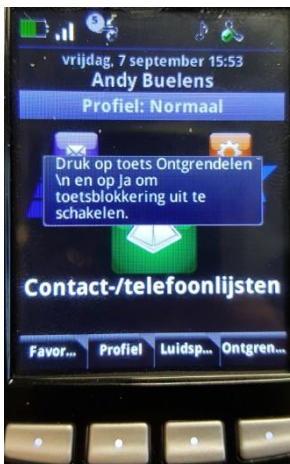 5
vrijdag, 7 september 15:53
Andy Buelens
Profiel: Normaal
Druk op toets Ontgrendelen
\n en op Ja om
toetsblokkering uit te
schakelen.
Contact-/telefoonlijsten
Favor... Profiel Luidsp... Ontgren...